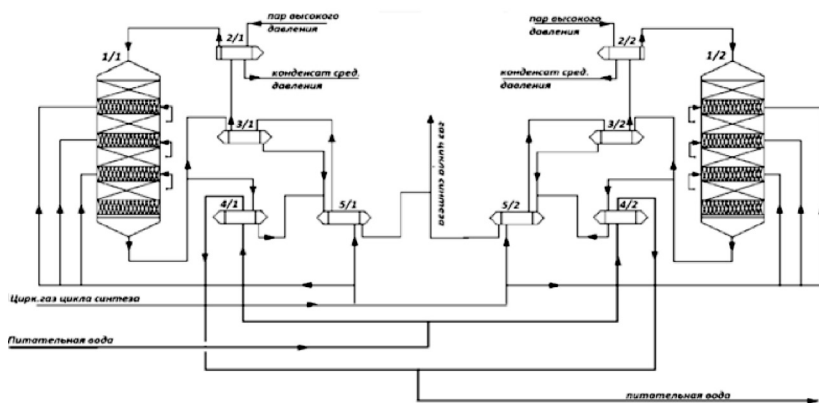 пар высокого
давления
2/1
1/1
конденсат сред.
давления
3/1
4/1
5/1
газ цикла синтеза
пар высокого
давления
2/2
1/2
конденсат сред.
давления
3/2
5/2
4/2
Цирк.газ цикла синтеза
Питательная вода
питательная вода